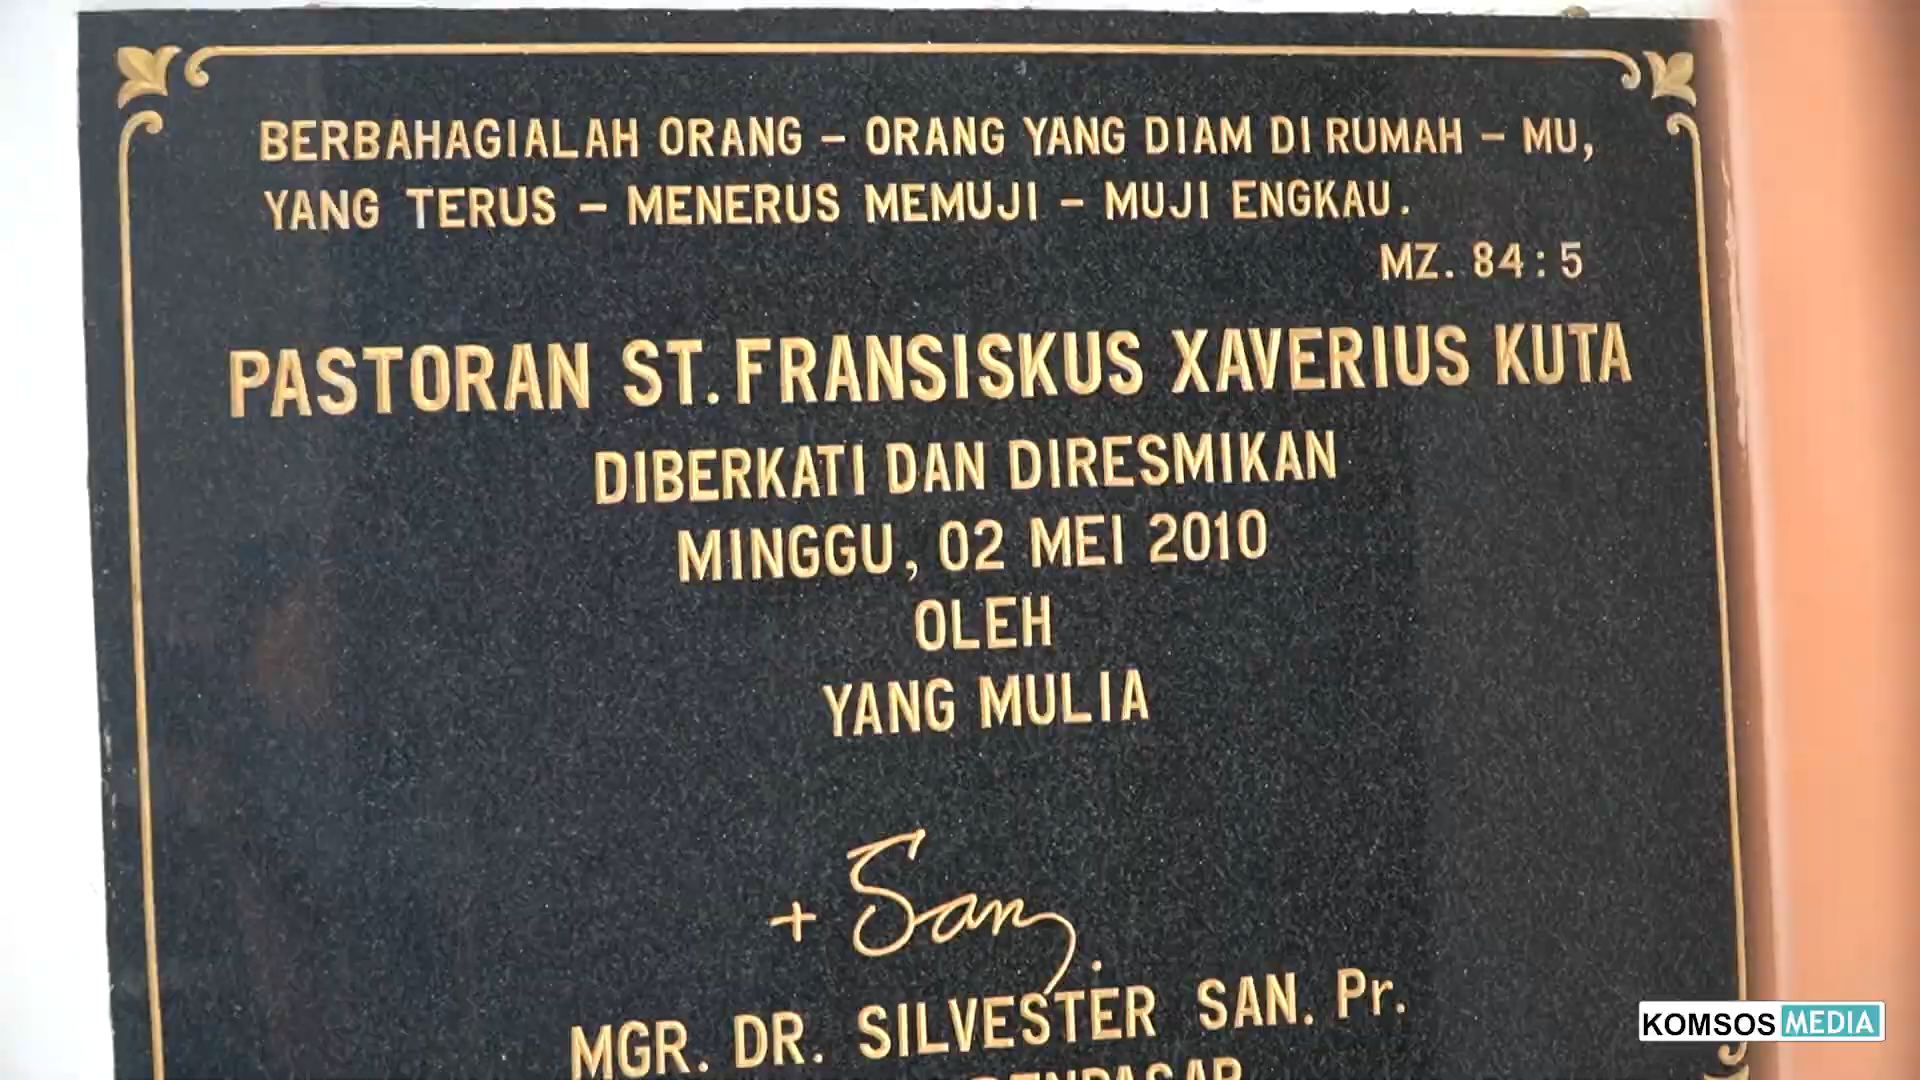 BERBAHAGIALAH ORANG – ORANG YANG DIAM DI RUMAH – MU,
YANG TERUS – MENERUS MEMUJI – MUJI ENGKAU.
MZ. 84 : 5
PASTORAN ST. FRANSISKUS XAVERIUS KUTA
DIBERKATI DAN DIRESMIKAN
MINGGU, 02 MEI 2010
OLEH
YANG MULIA
+ San
MGR. DR. SILVESTER SAN. Pr.
KOMSOS MEDIA